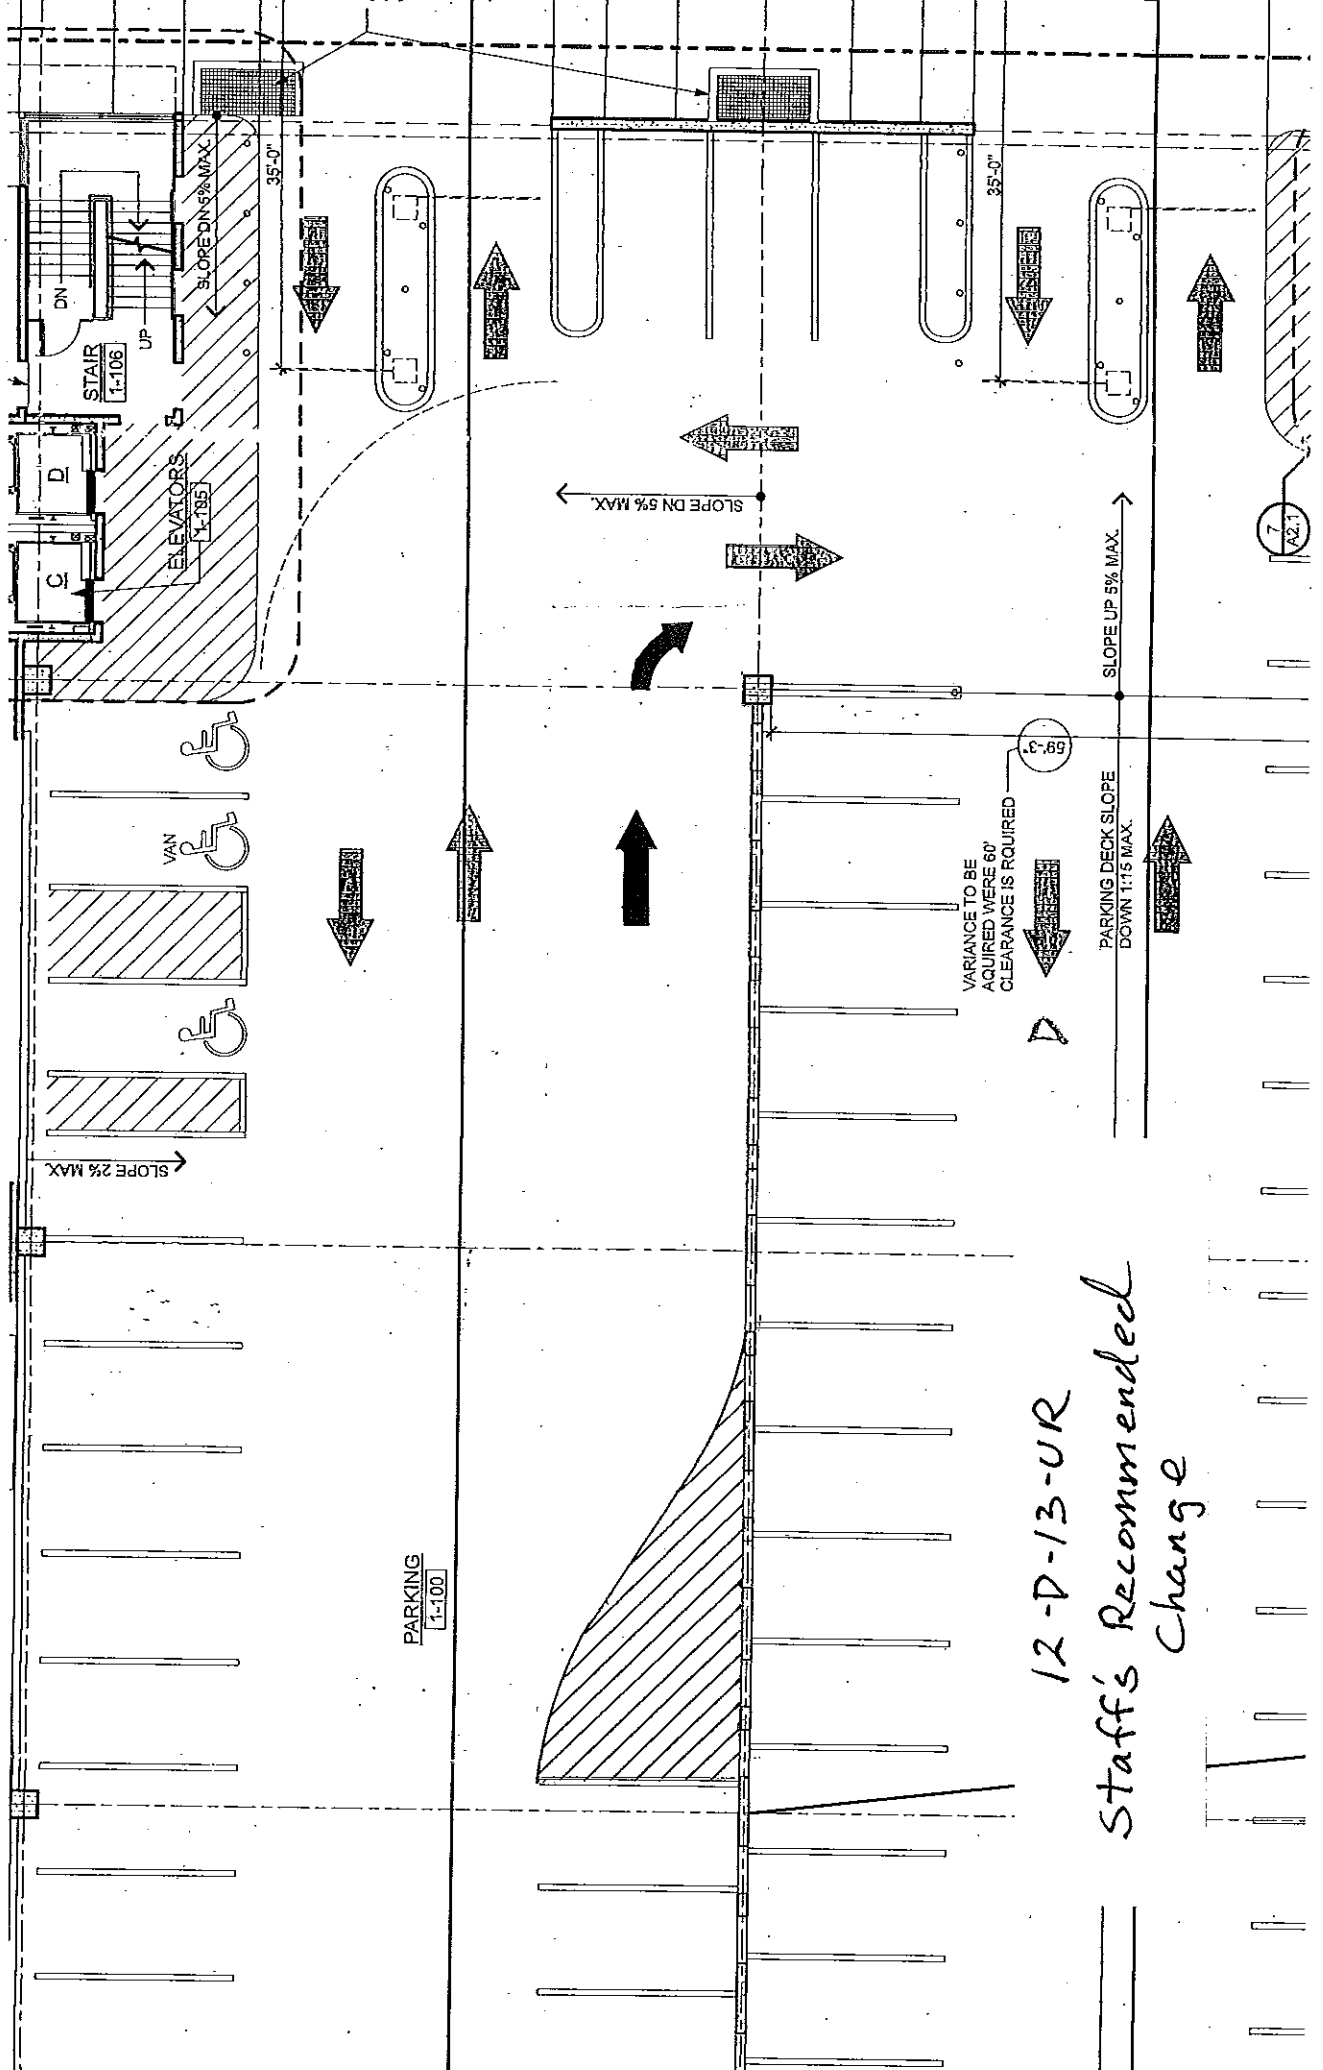 DN
UP
STAIR
1-106
SLOPE DN 5% MAX.
35'-0"
35'-0"
D
C
ELEVATORS
1-105
SLOPE DN 5% MAX.
7
A2.1
SLOPE UP 5% MAX.
VAN
59'-3"
VARIANCE TO BE
AQUIRED WERE 60'
CLEARANCE IS RQUIRED
PARKING DECK SLOPE
DOWN 1:15 MAX.
D
SLOPE 2% MAX.
PARKING
1-100
12-D-13-UR
Staff's Recommended
Change